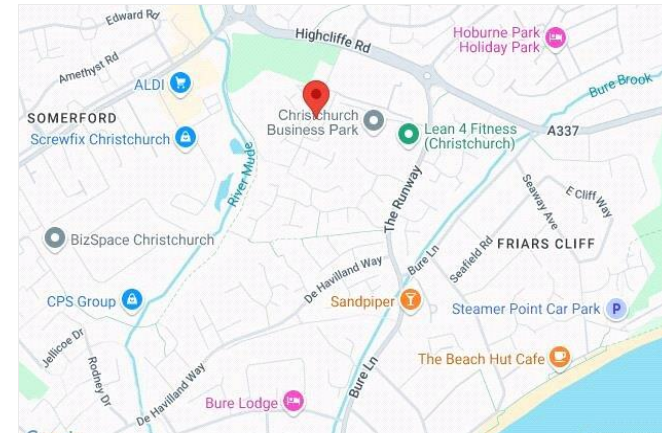 Edward Rd
Highcliffe Rd
Hoburne Park
Holiday Park
Amethyst Rd
ALDI
Bure Brook
SOMERFORD
Christchurch
Business Park
Lean 4 Fitness
(Christchurch)
A337
Screwfix Christchurch
River Mude
The Runway
Seaway Ave
E Cliff Way
BizSpace Christchurch
Bure Ln
Seafield Rd
FRIARS CLIFF
De Havilland Way
CPS Group
Sandpiper
Steamer Point Car Park
P
Jellicoe Dr
Rodney Dr
The Beach Hut Cafe
De Havilland Way
Bure Lodge
Bure Ln